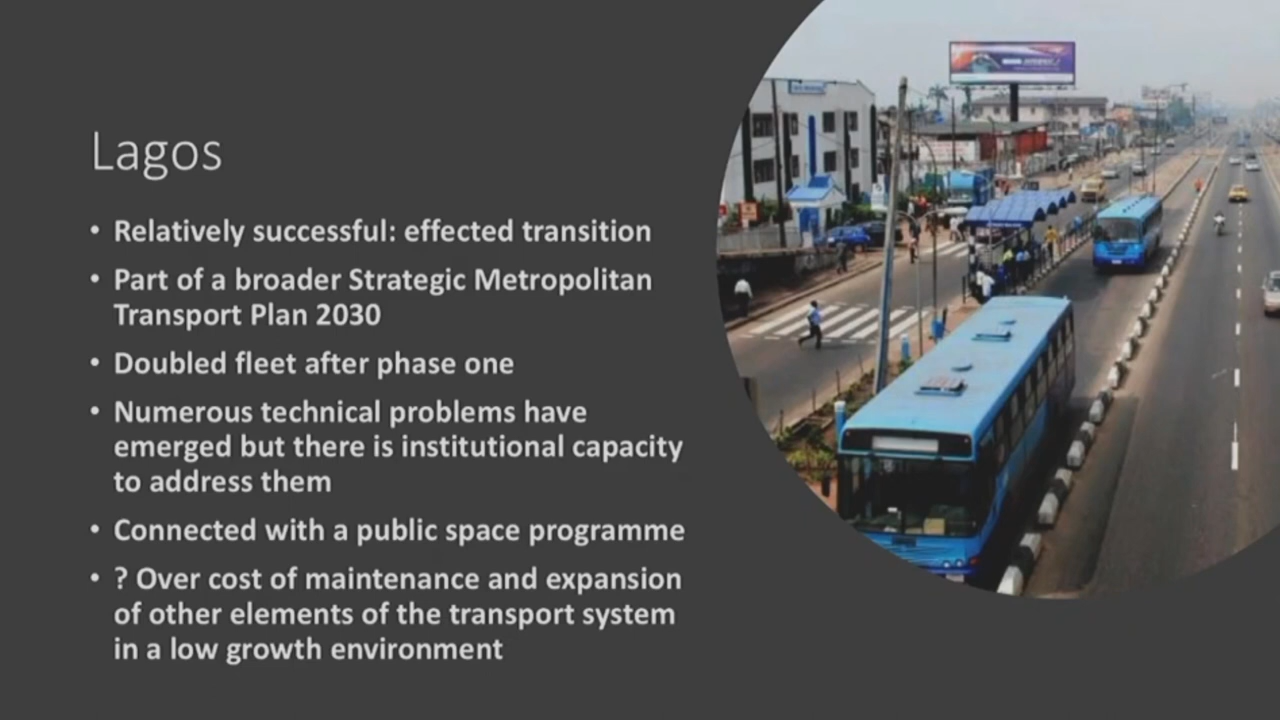 Lagos
• Relatively successful: effected transition
• Part of a broader Strategic Metropolitan
Transport Plan 2030
• Doubled fleet after phase one
• Numerous technical problems have
emerged but there is institutional capacity
to address them
• Connected with a public space programme
• ? Over cost of maintenance and expansion
of other elements of the transport system
in a low growth environment